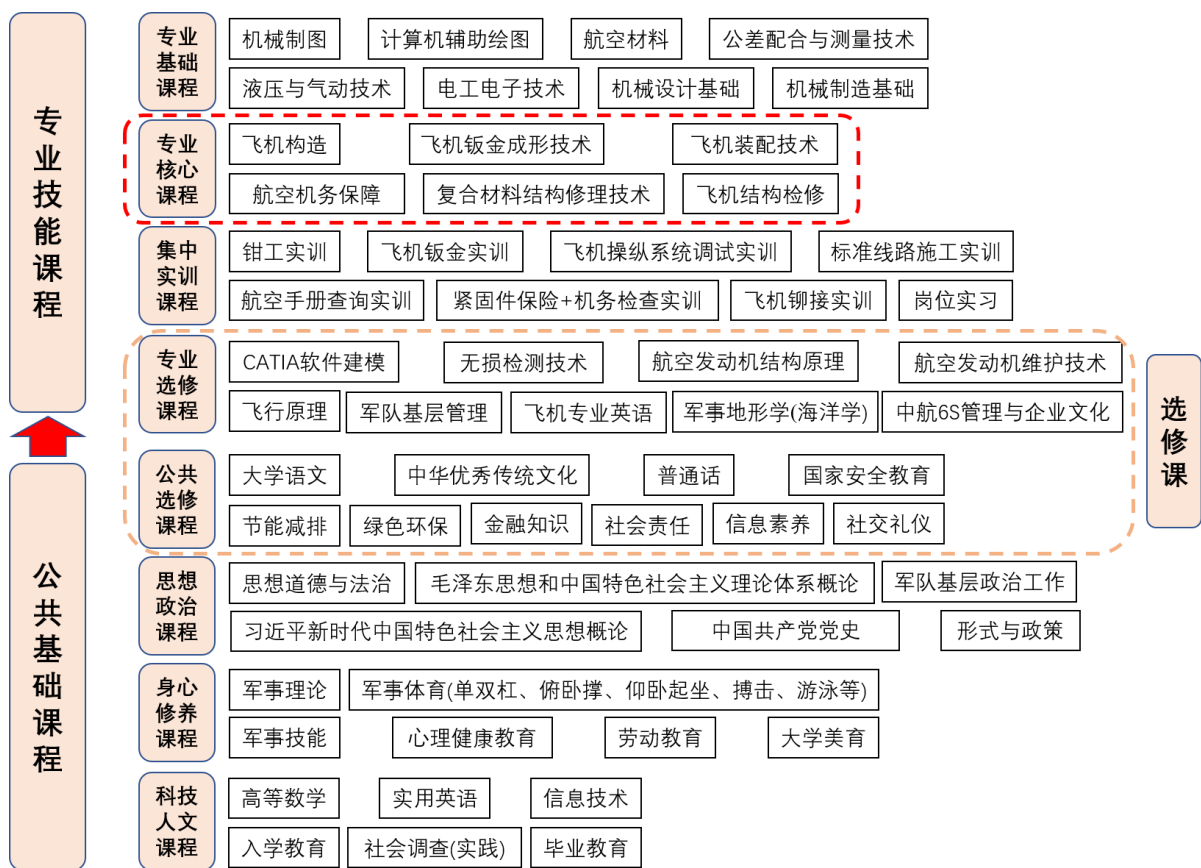 专业技能课程
专业基础课程
机械制图 计算机辅助绘图 航空材料 公差配合与测量技术
液压与气动技术 电工电子技术 机械设计基础 机械制造基础
专业核心课程
飞机构造 飞机钣金成形技术 飞机装配技术
航空机务保障 复合材料结构修理技术 飞机结构检修
集中实训课程
钳工实训 飞机钣金实训 飞机操纵系统调试实训 标准线路施工实训
航空手册查询实训 紧固件保险+机务检查实训 飞机铆接实训 岗位实习
专业选修课程
CATIA软件建模 无损检测技术 航空发动机结构原理 航空发动机维护技术
飞行原理 军队基层管理 飞机专业英语 军事地形学(海洋学) 中航6S管理与企业文化
选修课
公共基础课程
公共选修课程
大学语文 中华优秀传统文化 普通话 国家安全教育
节能减排 绿色环保 金融知识 社会责任 信息素养 社交礼仪
思想政治课程
思想道德与法治 毛泽东思想和中国特色社会主义理论体系概论 军队基层政治工作
习近平新时代中国特色社会主义思想概论 中国共产党党史 形式与政策
身心修养课程
军事理论 军事体育(单双杠、俯卧撑、仰卧起坐、搏击、游泳等)
军事技能 心理健康教育 劳动教育 大学美育
科技人文课程
高等数学 实用英语 信息技术
入学教育 社会调查(实践) 毕业教育